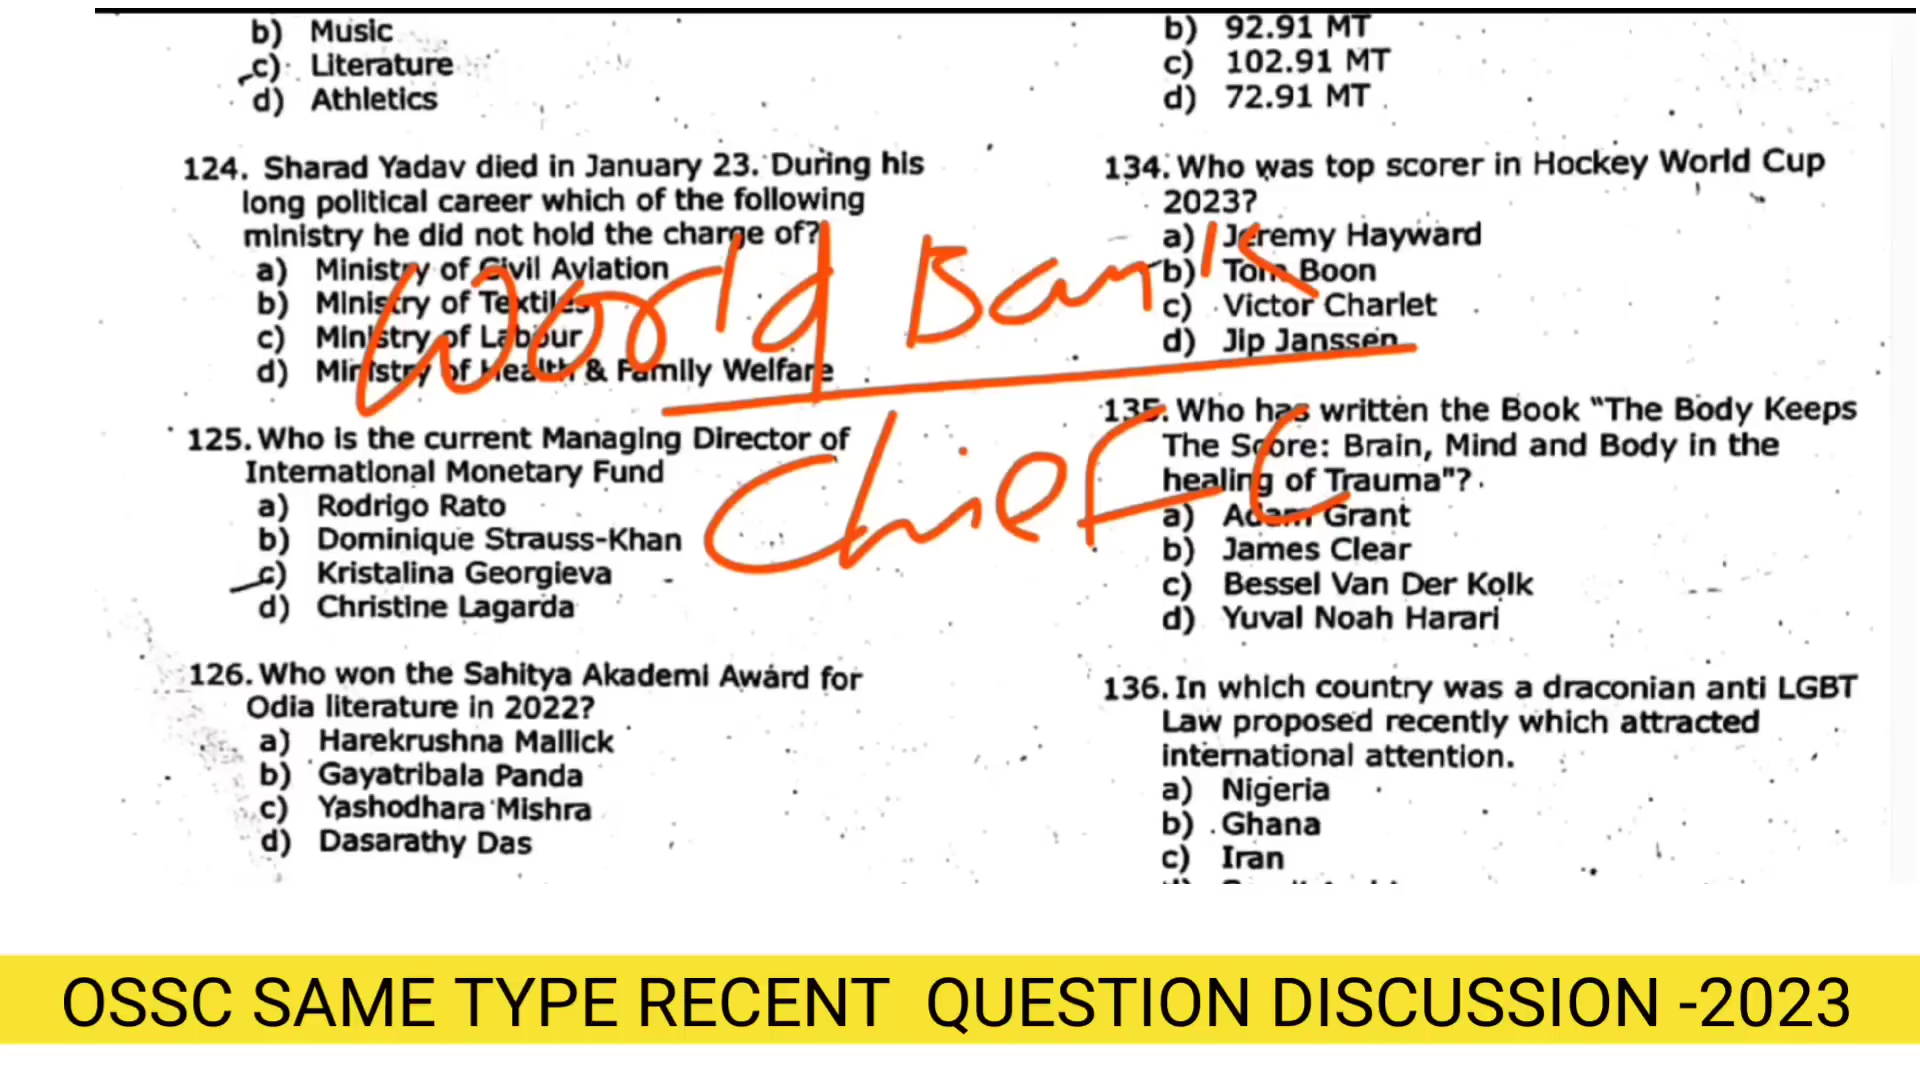 b) Music
c) Literature
d) Athletics
124. Sharad Yadav died in January 23. During his
long political career which of the following
ministry he did not hold the charge of?
a) Ministry of Civil Aviation
b) Ministry of Textiles
c) Ministry of Labour
d) Ministry of Health & Family Welfare
125. Who is the current Managing Director of
International Monetary Fund
a) Rodrigo Rato
b) Dominique Strauss-Khan
c) Kristalina Georgieva
d) Christine Lagarda
126. Who won the Sahitya Akademi Award for
Odia literature in 2022?
a) Harekrushna Mallick
b) Gayatribala Panda
c) Yashodhara Mishra
d) Dasarathy Das
b) 92.91 MT
c) 102.91 MT
d) 72.91 MT
134. Who was top scorer in Hockey World Cup
2023?
a) Jeremy Hayward
b) Tom Boon
c) Victor Charlet
d) Jip Janssen
135. Who has written the Book "The Body Keeps
The Score: Brain, Mind and Body in the
healing of Trauma"?
a) Adam Grant
b) James Clear
c) Bessel Van Der Kolk
d) Yuval Noah Harari
136. In which country was a draconian anti LGBT
Law proposed recently which attracted
international attention.
a) Nigeria
b) Ghana
c) Iran
World Bank
Chief C
OSSC SAME TYPE RECENT QUESTION DISCUSSION -2023